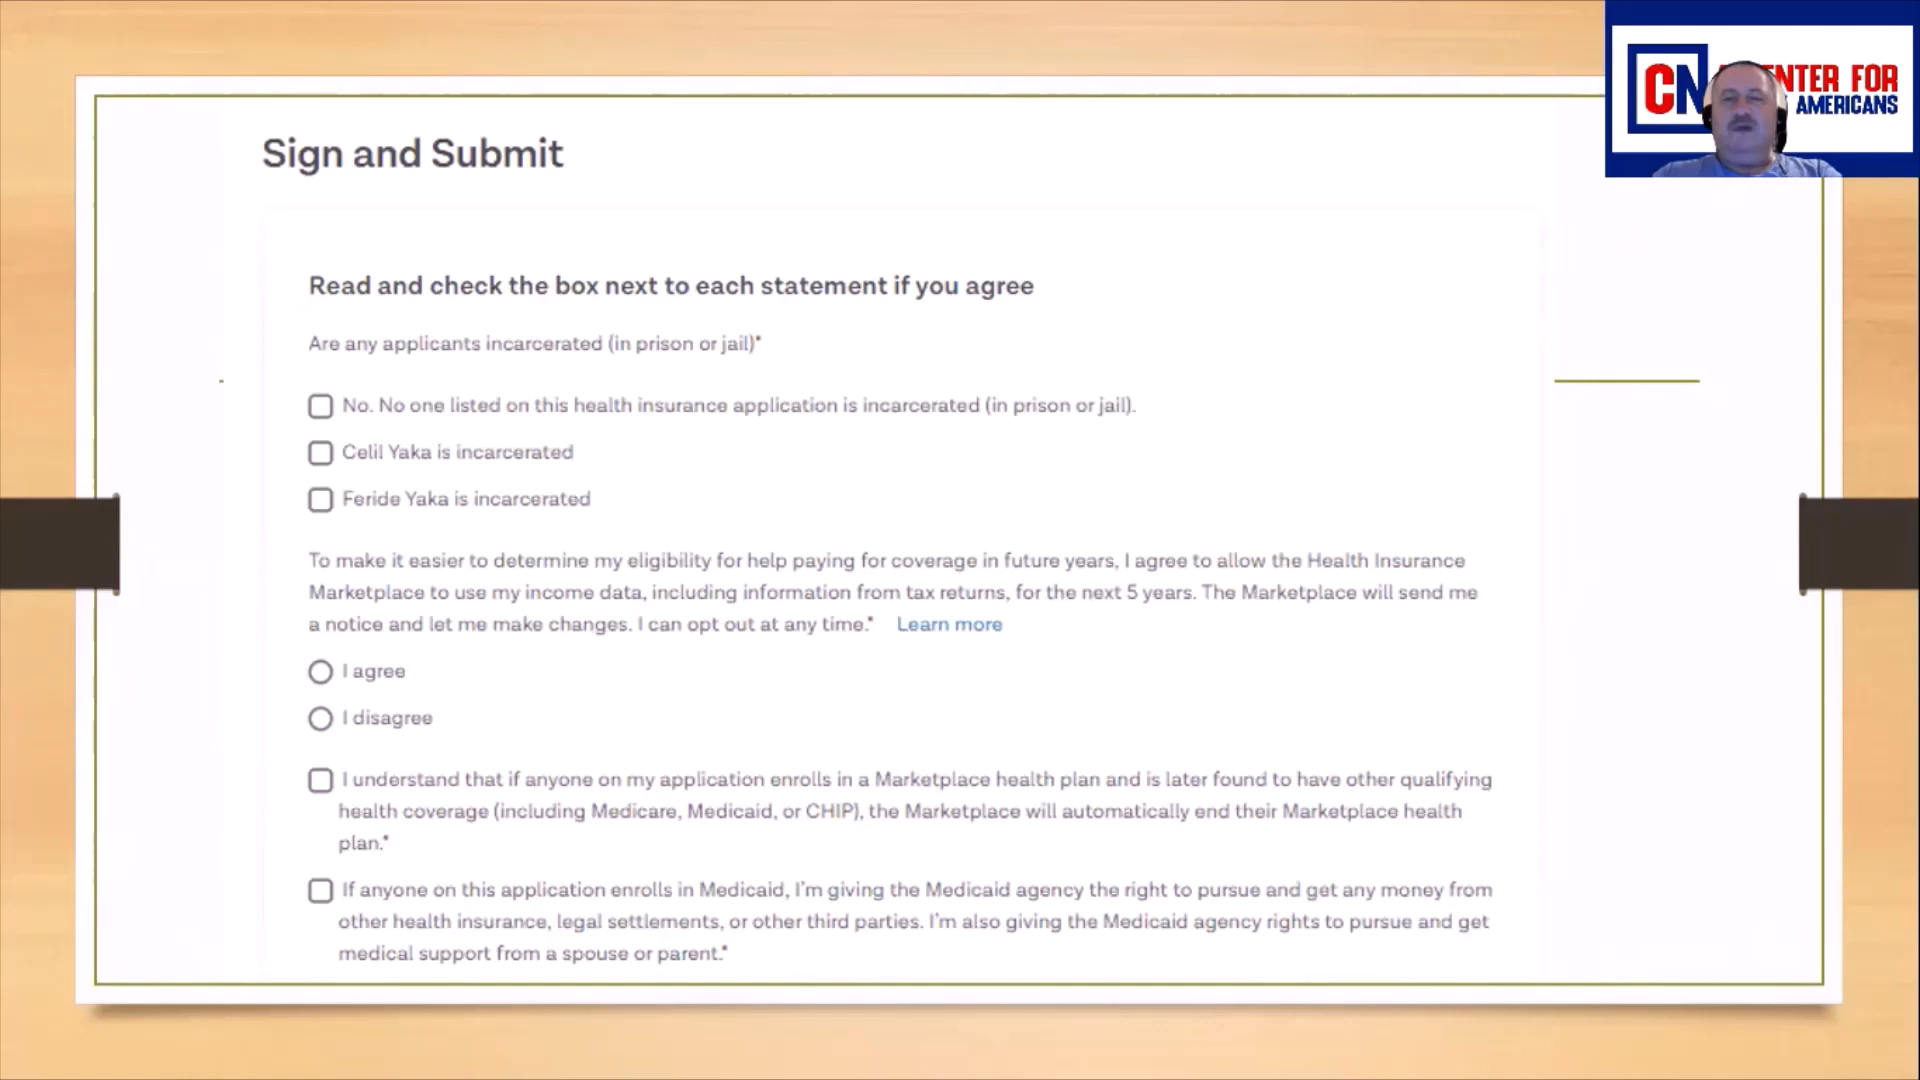 CN
ENTER FOR
AMERICANS
Sign and Submit
Read and check the box next to each statement if you agree
Are any applicants incarcerated (in prison or jail)*
No. No one listed on this health insurance application is incarcerated (in prison or jail).
Celil Yaka is incarcerated
Feride Yaka is incarcerated
To make it easier to determine my eligibility for help paying for coverage in future years, I agree to allow the Health Insurance
Marketplace to use my income data, including information from tax returns, for the next 5 years. The Marketplace will send me
a notice and let me make changes. I can opt out at any time.* Learn more
I agree
I disagree
I understand that if anyone on my application enrolls in a Marketplace health plan and is later found to have other qualifying
health coverage (including Medicare, Medicaid, or CHIP), the Marketplace will automatically end their Marketplace health
plan.*
If anyone on this application enrolls in Medicaid, I'm giving the Medicaid agency the right to pursue and get any money from
other health insurance, legal settlements, or other third parties. I'm also giving the Medicaid agency rights to pursue and get
medical support from a spouse or parent.*